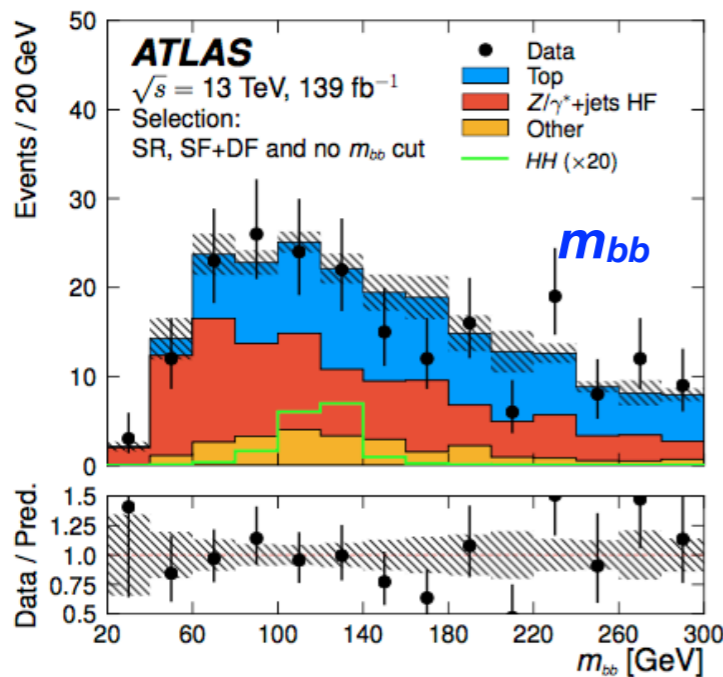 50
40
30
20
10
0
Events / 20 GeV
ATLAS
√s = 13 TeV, 139 fb⁻¹
Selection:
SR, SF+DF and no m_bb cut
Data
Top
Z/γ*+jets HF
Other
HH (×20)
m_bb
1.5
1.25
1.0
0.75
0.5
Data / Pred.
20 60 100 140 180 220 260 300
m_bb [GeV]